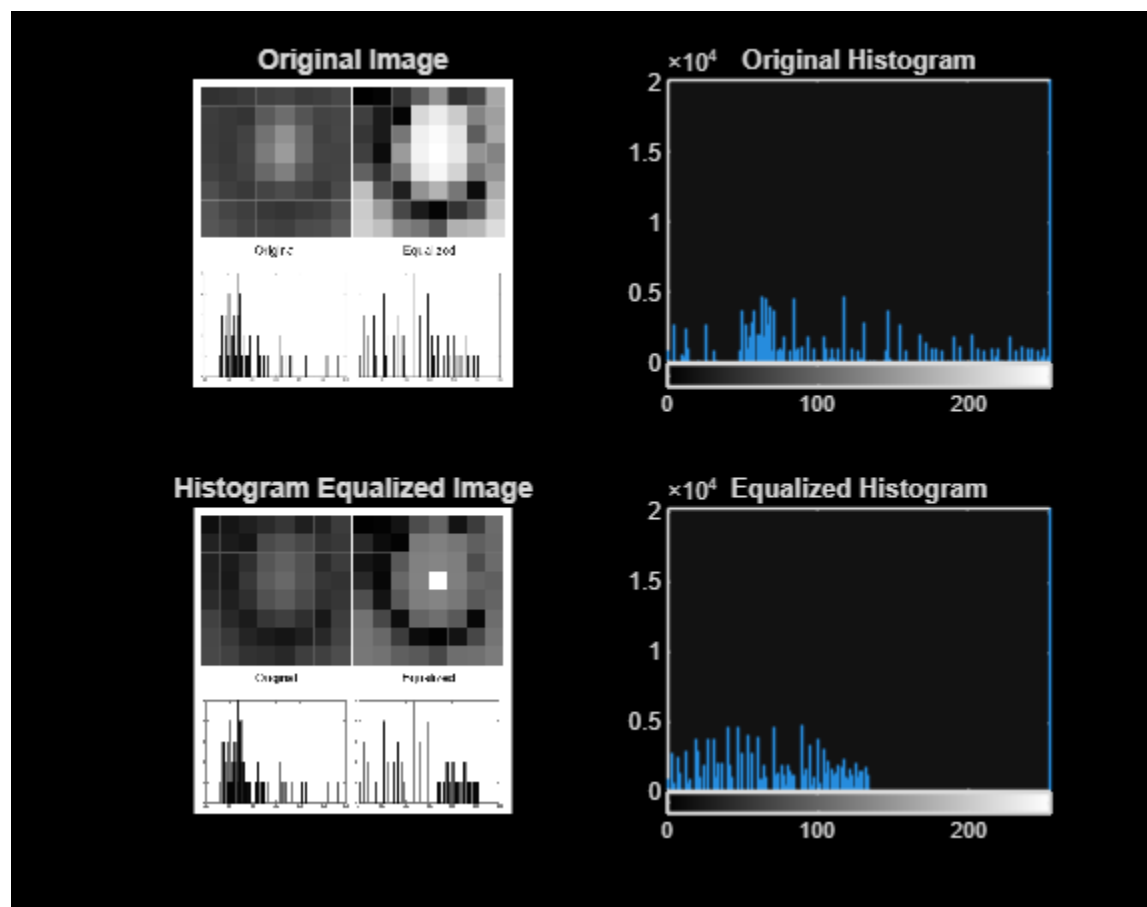 Original Image
×10⁴ Original Histogram
2
1.5
1
0.5
0
0 100 200
Original Equalized
Histogram Equalized Image
×10⁴ Equalized Histogram
2
1.5
1
0.5
0
0 100 200
Original Equalized